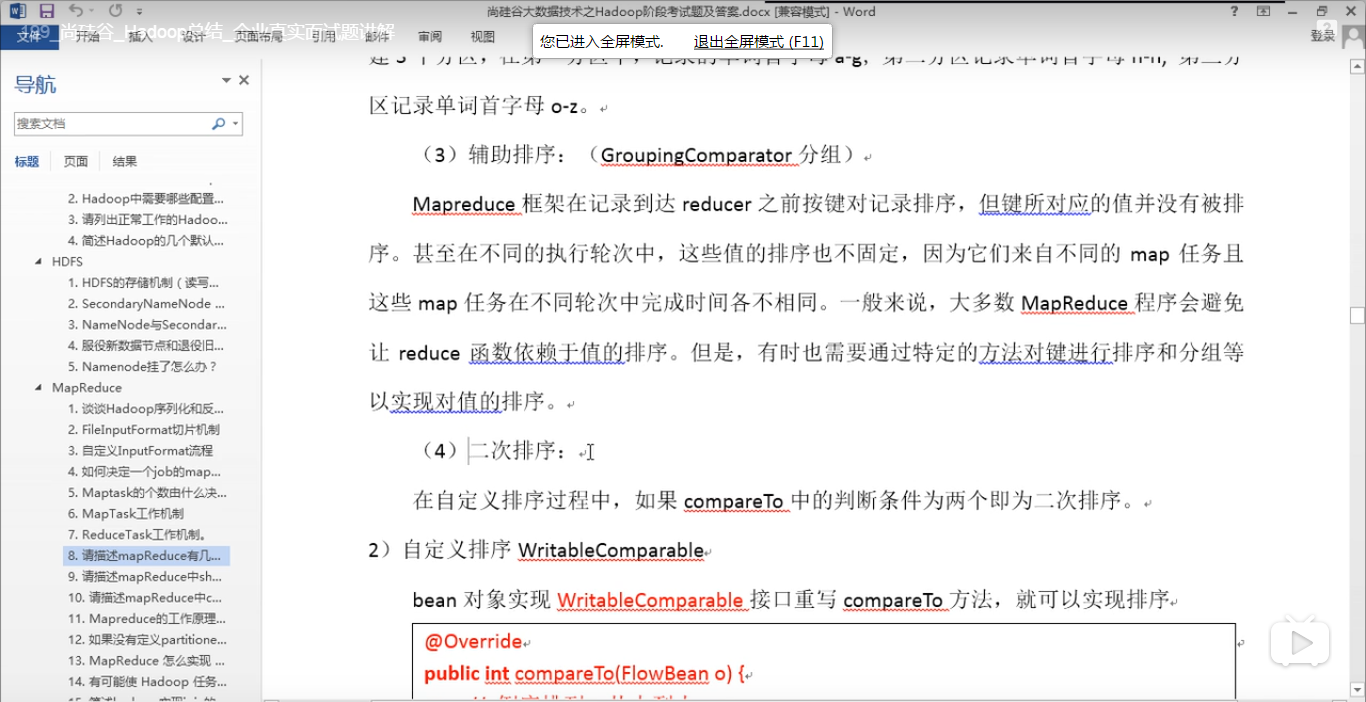 尚硅谷大数据技术之Hadoop阶段考试题及答案.docx [兼容模式] - Word
199_尚硅谷_Hadoop总结_企业真实面试题讲解
文件 开始 插入 设计 页面布局 引用 邮件 审阅 视图
登录
您已进入全屏模式. 退出全屏模式 (F11)
导航
搜索文档
标题 页面 结果
2. Hadoop中需要哪些配置...
3. 请列出正常工作的Hadoo...
4. 简述Hadoop的几个默认...
HDFS
1. HDFS的存储机制（读写...
2. SecondaryNameNode ...
3. NameNode与Secondar...
4. 服役新数据节点和退役旧...
5. Namenode挂了怎么办？
MapReduce
1. 谈谈Hadoop序列化和反...
2. FileInputFormat切片机制
3. 自定义InputFormat流程
4. 如何决定一个job的map...
5. Maptask的个数由什么决...
6. MapTask工作机制
7. ReduceTask工作机制。
8. 请描述mapReduce有几...
9. 请描述mapReduce中sh...
10. 请描述mapReduce中c...
11. Mapreduce的工作原理...
12. 如果没有定义partitione...
13. MapReduce 怎么实现 ...
14. 有可能使 Hadoop 任务...
建 3 个分区，在第一分区中，记录的单词首字母 a-g，第二分区记录单词首字母 h-n, 第三分
区记录单词首字母 o-z。
（3）辅助排序：（GroupingComparator 分组）
Mapreduce 框架在记录到达 reducer 之前按键对记录排序，但键所对应的值并没有被排
序。甚至在不同的执行轮次中，这些值的排序也不固定，因为它们来自不同的 map 任务且
这些 map 任务在不同轮次中完成时间各不相同。一般来说，大多数 MapReduce 程序会避免
让 reduce 函数依赖于值的排序。但是，有时也需要通过特定的方法对键进行排序和分组等
以实现对值的排序。
（4）二次排序：
在自定义排序过程中，如果 compareTo 中的判断条件为两个即为二次排序。
2）自定义排序 WritableComparable
bean 对象实现 WritableComparable 接口重写 compareTo 方法，就可以实现排序
@Override
public int compareTo(FlowBean o) {